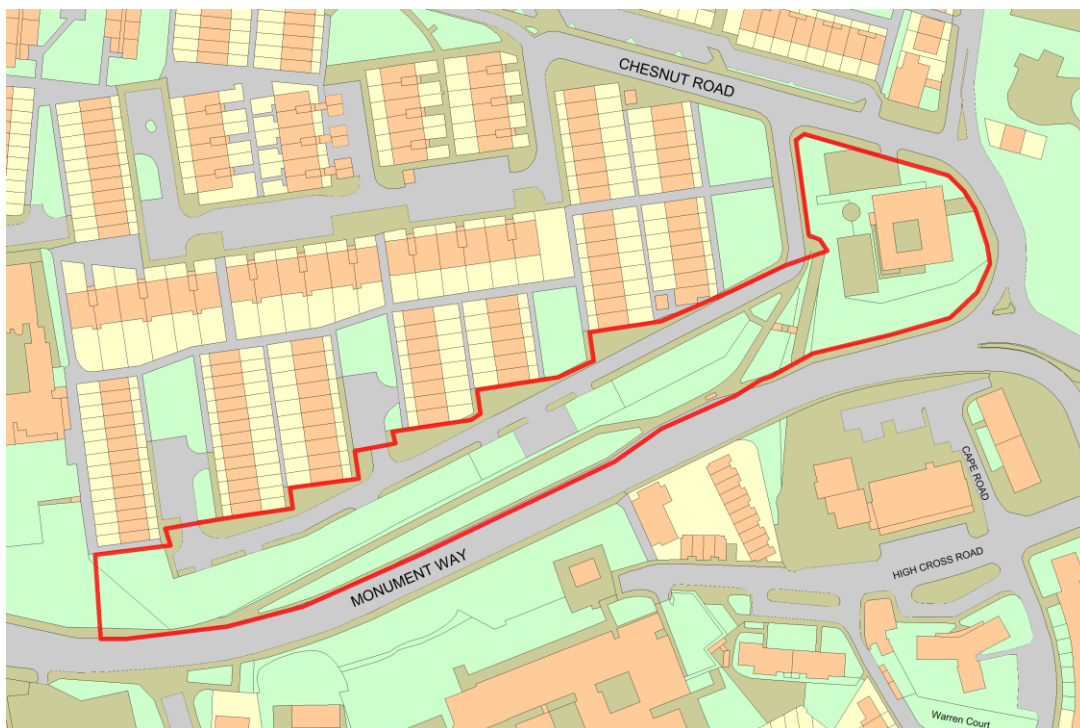 CHESNUT ROAD
MONUMENT WAY
CAPE ROAD
HIGH CROSS ROAD
Warren Court